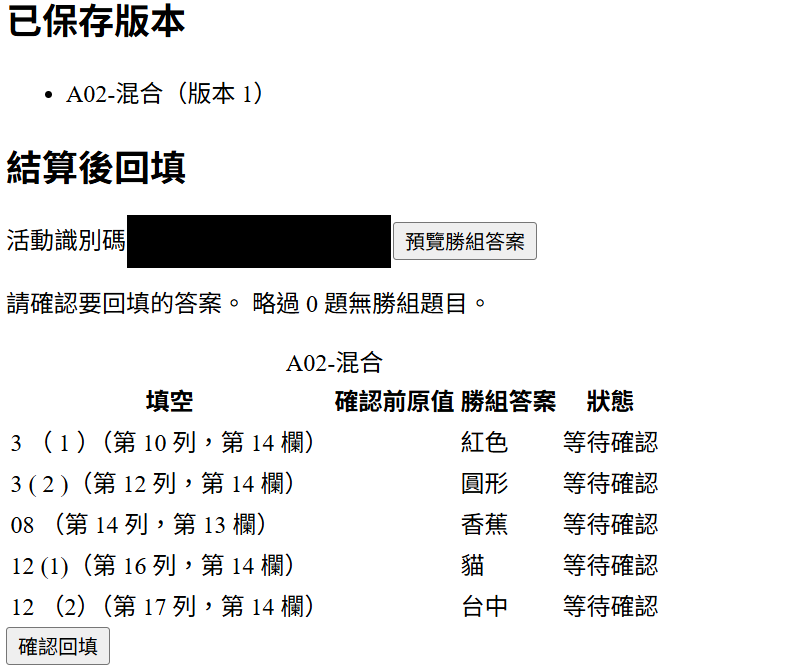 已保存版本
• A02-混合（版本 1）
結算後回填
活動識別碼 預覽勝組答案
請確認要回填的答案。 略過 0 題無勝組題目。
A02-混合
填空 確認前原值 勝組答案 狀態
3 （ 1 ）（第 10 列，第 14 欄） 紅色 等待確認
3 ( 2 )（第 12 列，第 14 欄） 圓形 等待確認
08 （第 14 列，第 13 欄） 香蕉 等待確認
12 (1)（第 16 列，第 14 欄） 貓 等待確認
12 （2）（第 17 列，第 14 欄） 台中 等待確認
確認回填